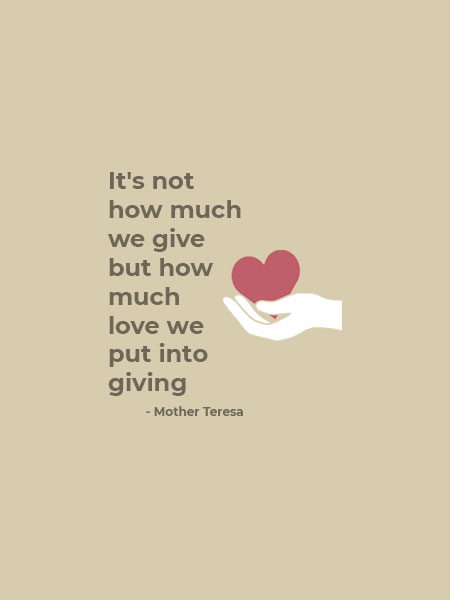 It's not
how much
we give
but how
much
love we
put into
giving
- Mother Teresa